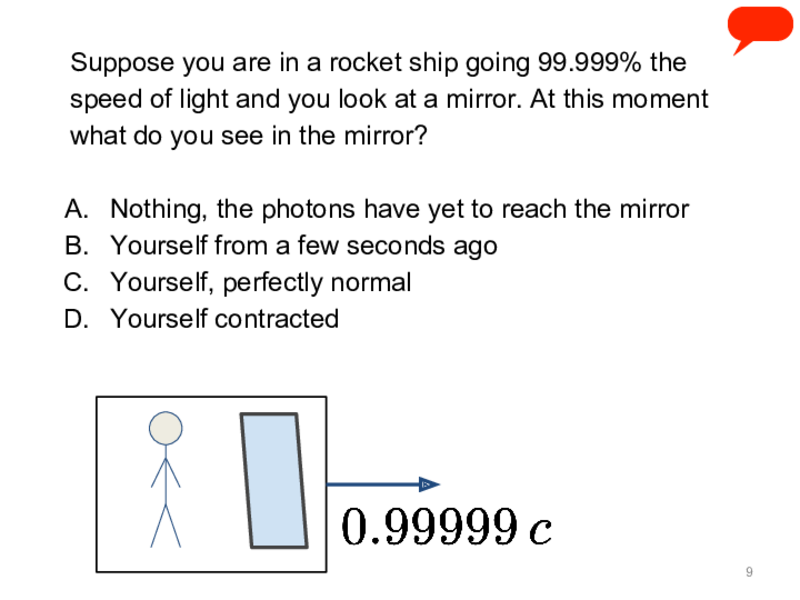 Suppose you are in a rocket ship going 99.999% the
speed of light and you look at a mirror. At this moment
what do you see in the mirror?
A. Nothing, the photons have yet to reach the mirror
B. Yourself from a few seconds ago
C. Yourself, perfectly normal
D. Yourself contracted
0.99999 c
9